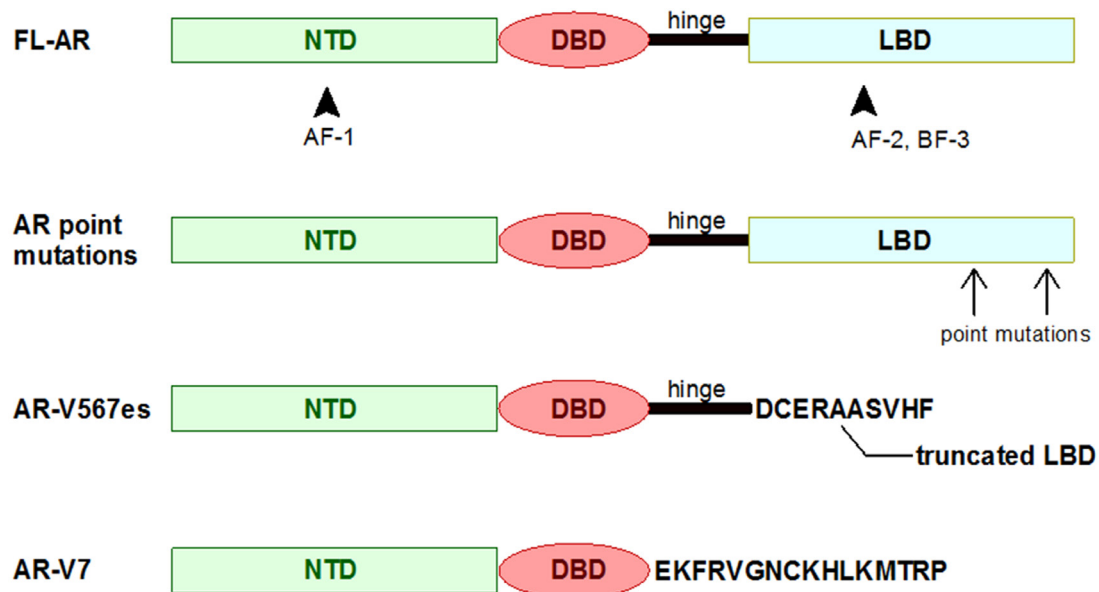 FL-AR NTD DBD hinge LBD
AF-1 AF-2, BF-3
AR point
mutations NTD DBD hinge LBD
point mutations
AR-V567es NTD DBD hinge DCERAASVHF
truncated LBD
AR-V7 NTD DBD EKFRVGNCKHLKMTRP